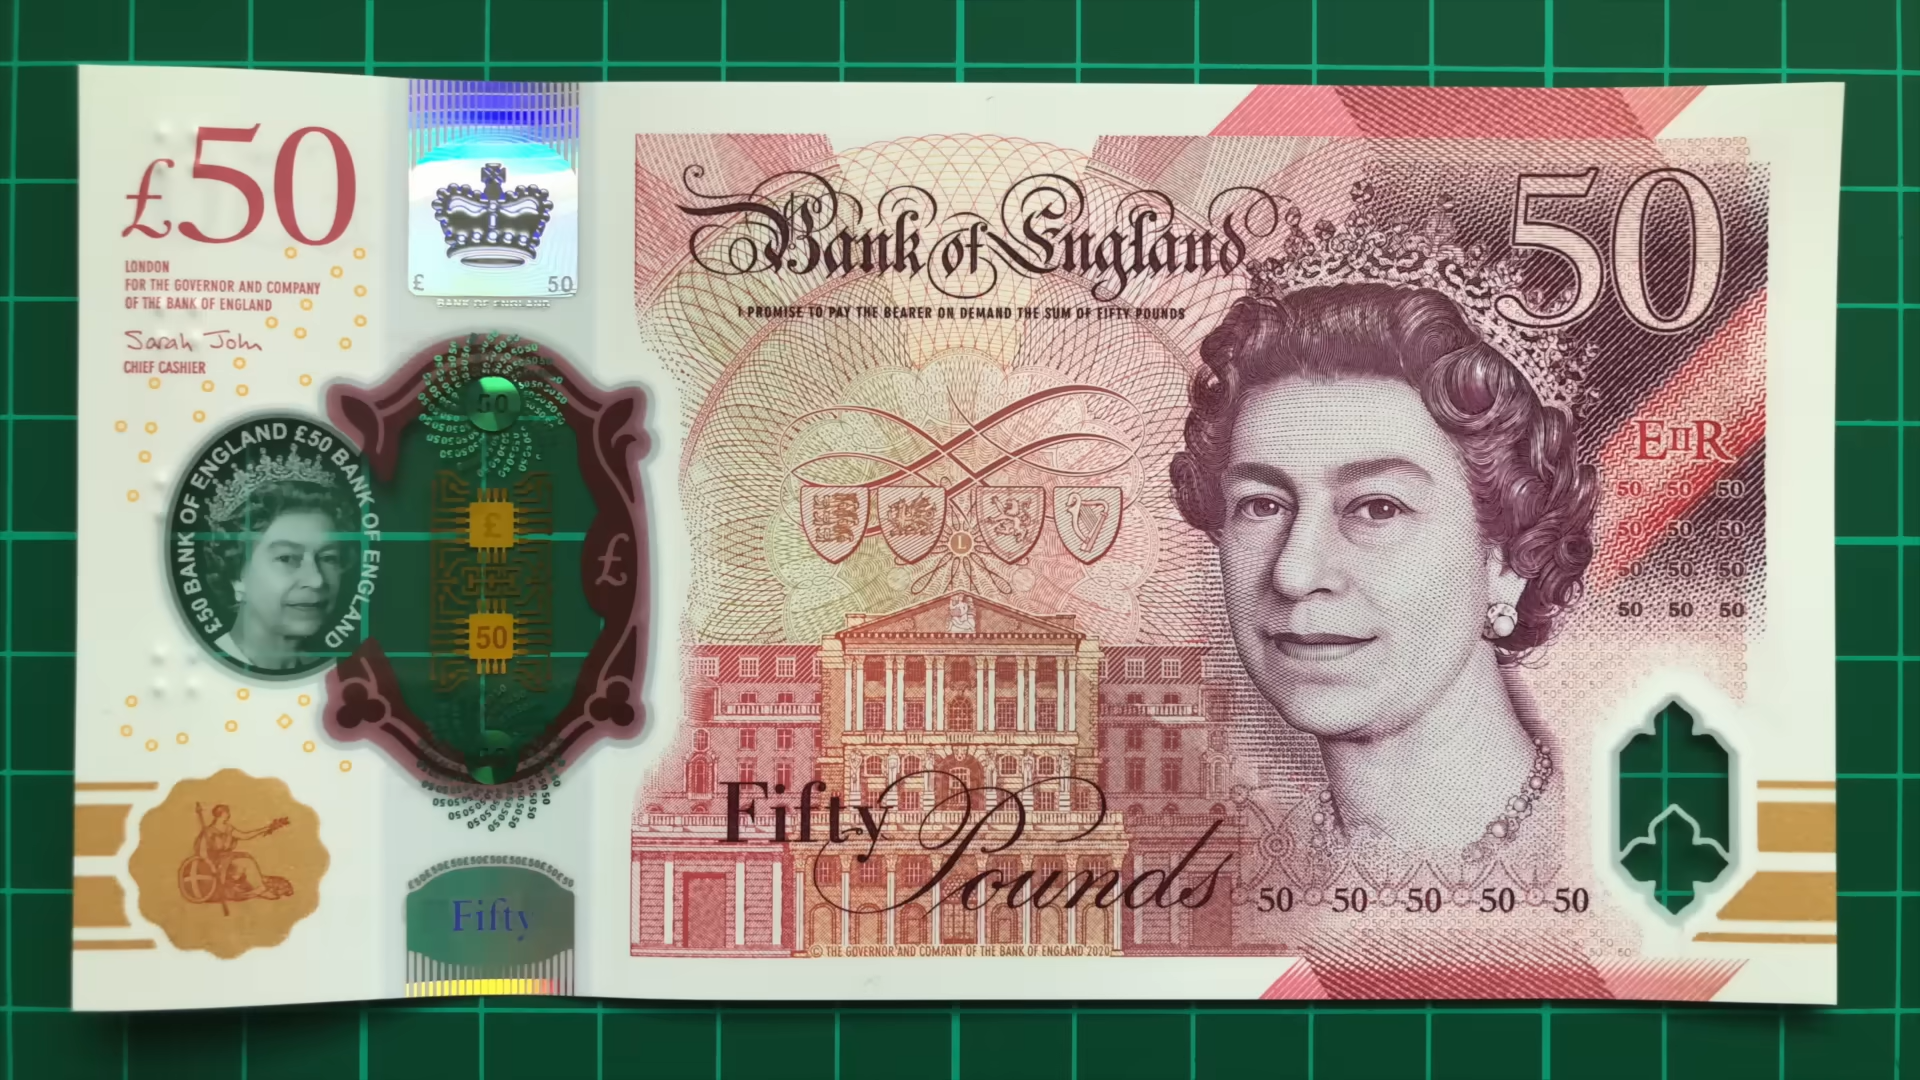 £50
LONDON
FOR THE GOVERNOR AND COMPANY
OF THE BANK OF ENGLAND
Sarah John
CHIEF CASHIER
£ 50
BANK OF ENGLAND
50
£
50
£
£50 BANK OF ENGLAND £50 BANK OF ENGLAND
Fifty
Bank of England
I PROMISE TO PAY THE BEARER ON DEMAND THE SUM OF FIFTY POUNDS
50
EIIR
50 50 50
50 50 50
50 50 50
50 50 50
L
Fifty
Pounds
50 50 50 50 50
© THE GOVERNOR AND COMPANY OF THE BANK OF ENGLAND 2020